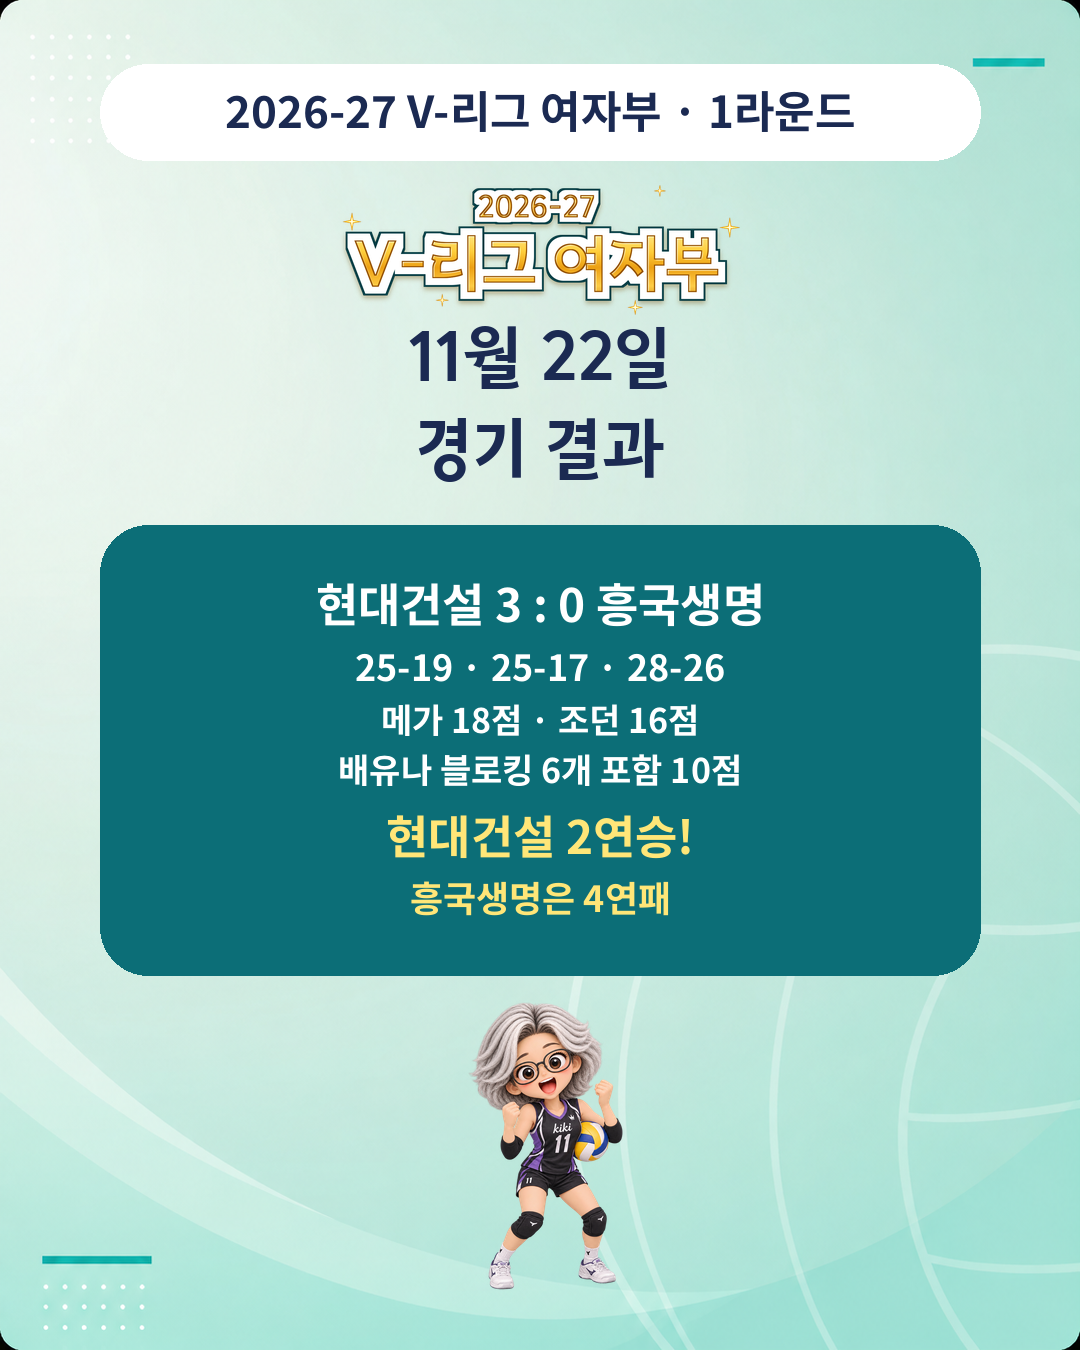 2026-27 V-리그 여자부 · 1라운드
2026-27
V-리그 여자부
11월 22일
경기 결과
현대건설 3 : 0 흥국생명
25-19 · 25-17 · 28-26
메가 18점 · 조던 16점
배유나 블로킹 6개 포함 10점
현대건설 2연승!
흥국생명은 4연패
kiki
11
11